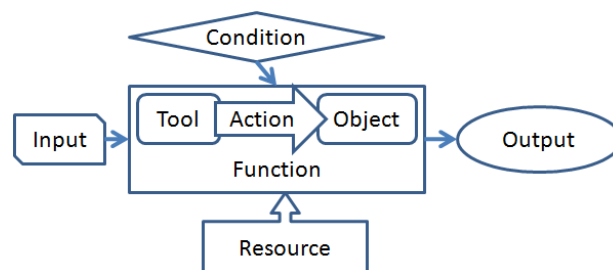 Condition
Tool Action Object
Input
Output
Function
Resource